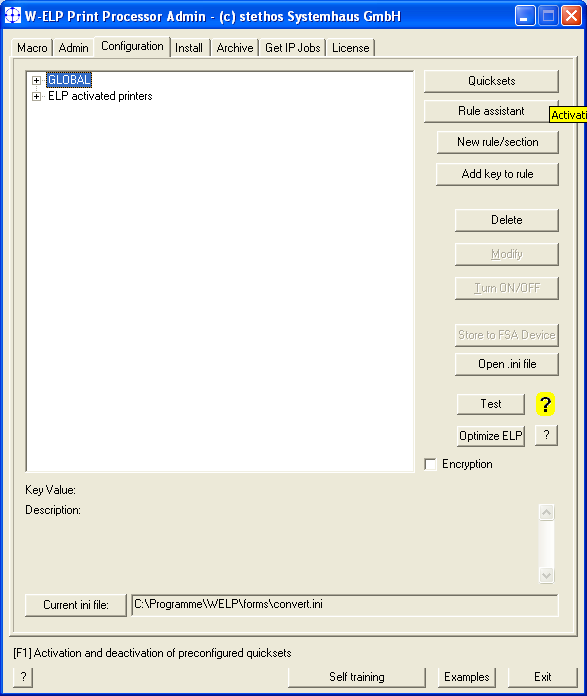 W-ELP Print Processor Admin - (c) stethos Systemhaus GmbH
Macro Admin Configuration Install Archive Get IP Jobs License
GLOBAL
ELP activated printers
Quicksets
Rule assistant
Activati
New rule/section
Add key to rule
Delete
Modify
Turn ON/OFF
Store to FSA Device
Open .ini file
Test ?
Optimize ELP ?
Encryption
Key Value:
Description:
Current ini file: C:\Programme\WELP\forms\convert.ini
[F1] Activation and deactivation of preconfigured quicksets
? Self training Examples Exit